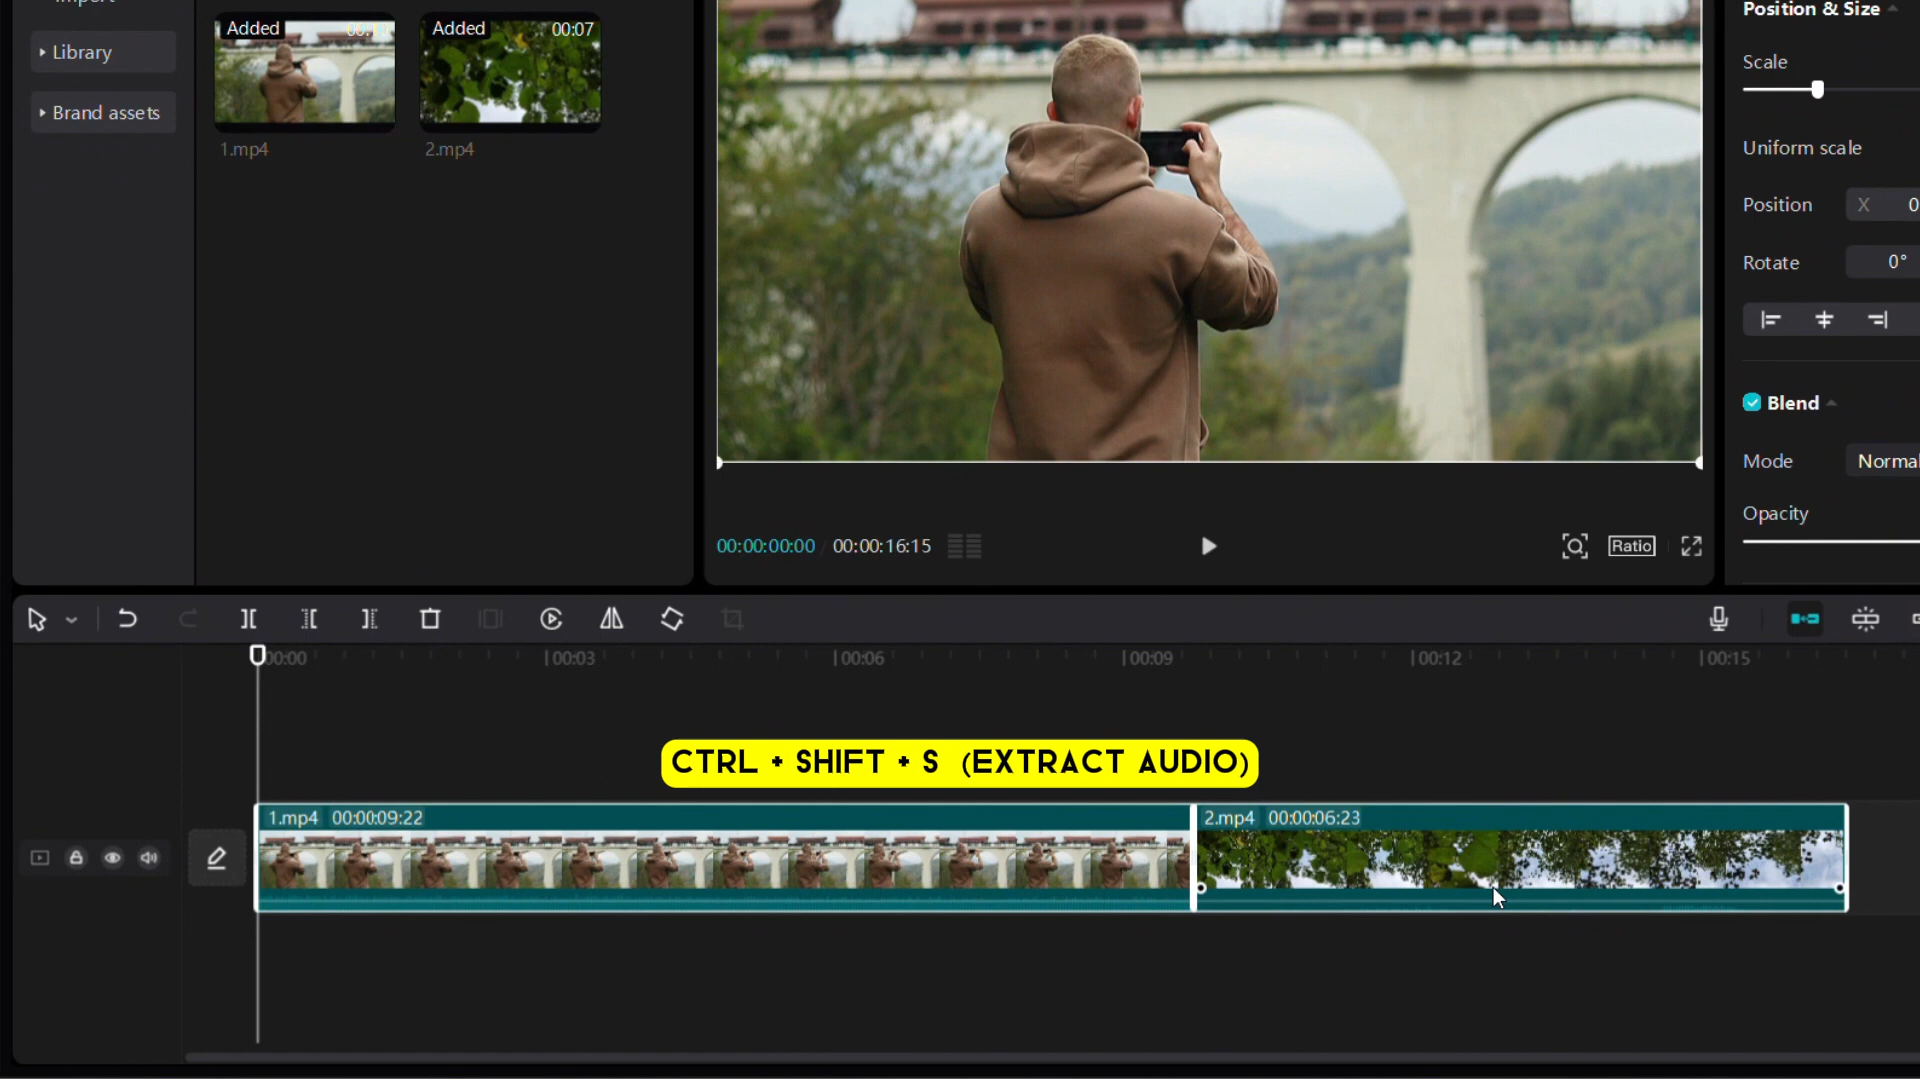 Library
Brand assets
Added
Added 00:07
1.mp4
2.mp4
Position & Size
Scale
Uniform scale
Position X 0
Rotate 0°
Blend
Mode Normal
Opacity
00:00:00:00 00:00:16:15
Ratio
00:00 00:03 00:06 00:09 00:12 00:15
CTRL + SHIFT + S (EXTRACT AUDIO)
1.mp4 00:00:09:22 2.mp4 00:00:06:23